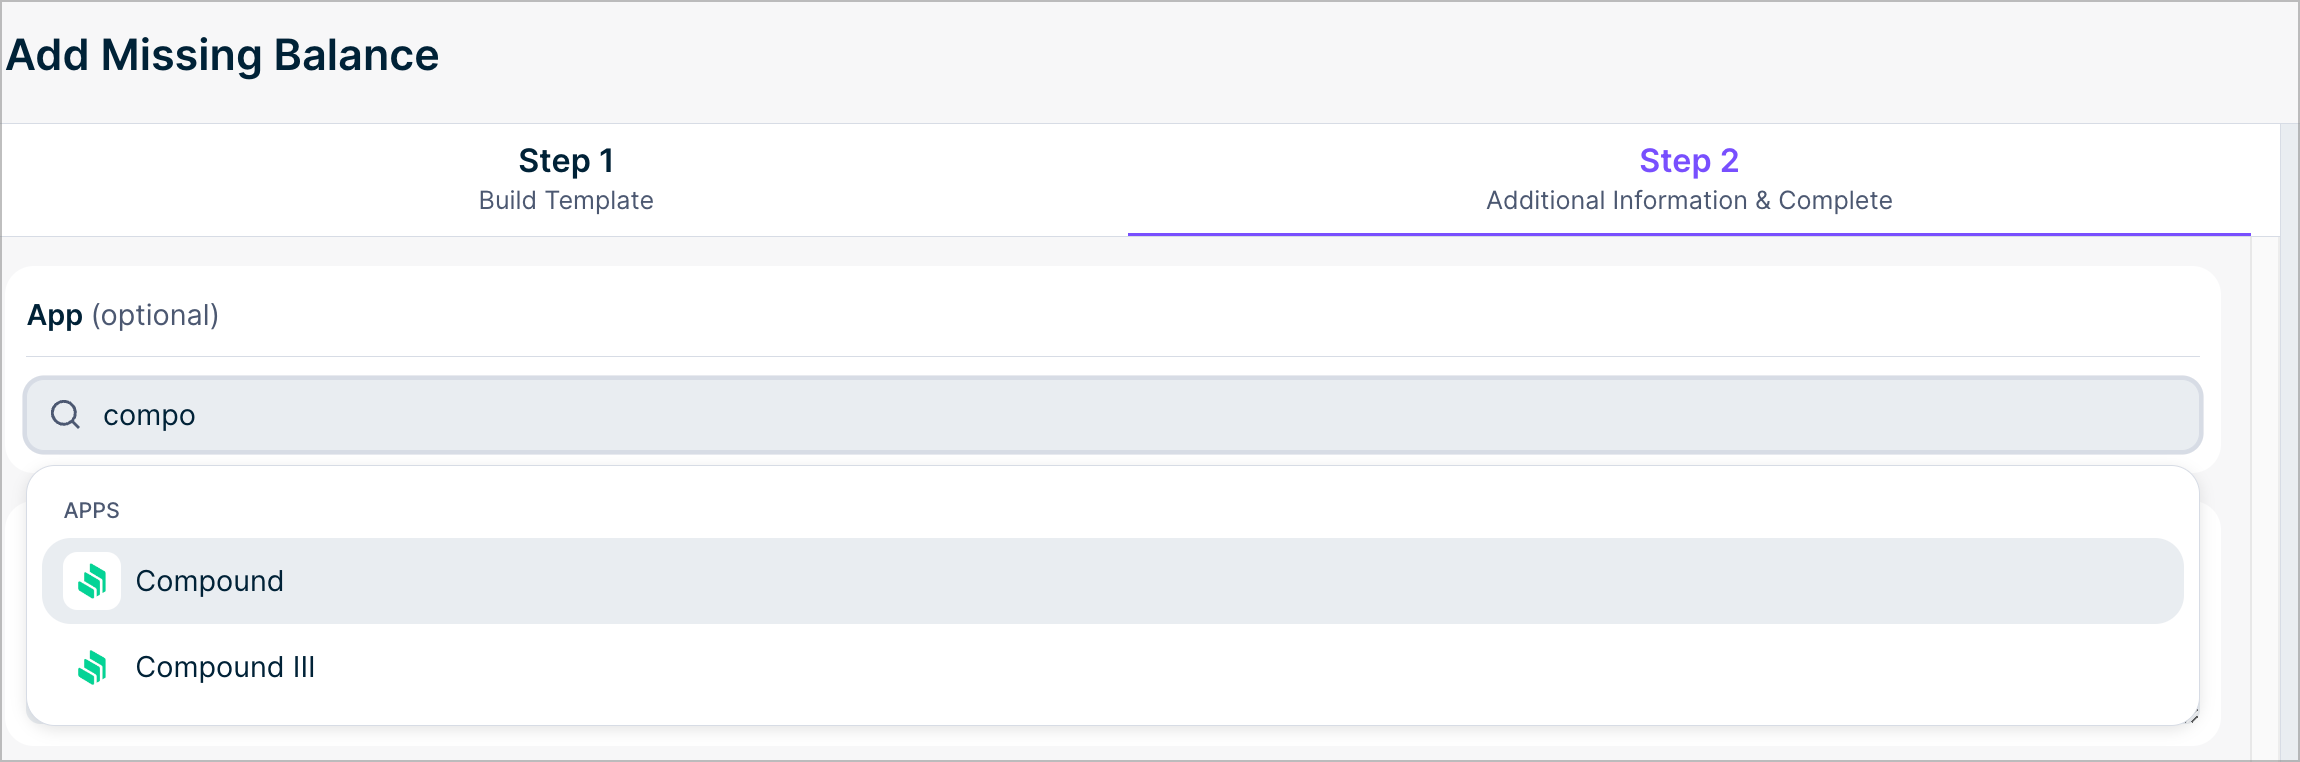 Add Missing Balance
Step 1
Build Template
Step 2
Additional Information & Complete
App (optional)
compo
APPS
Compound
Compound III